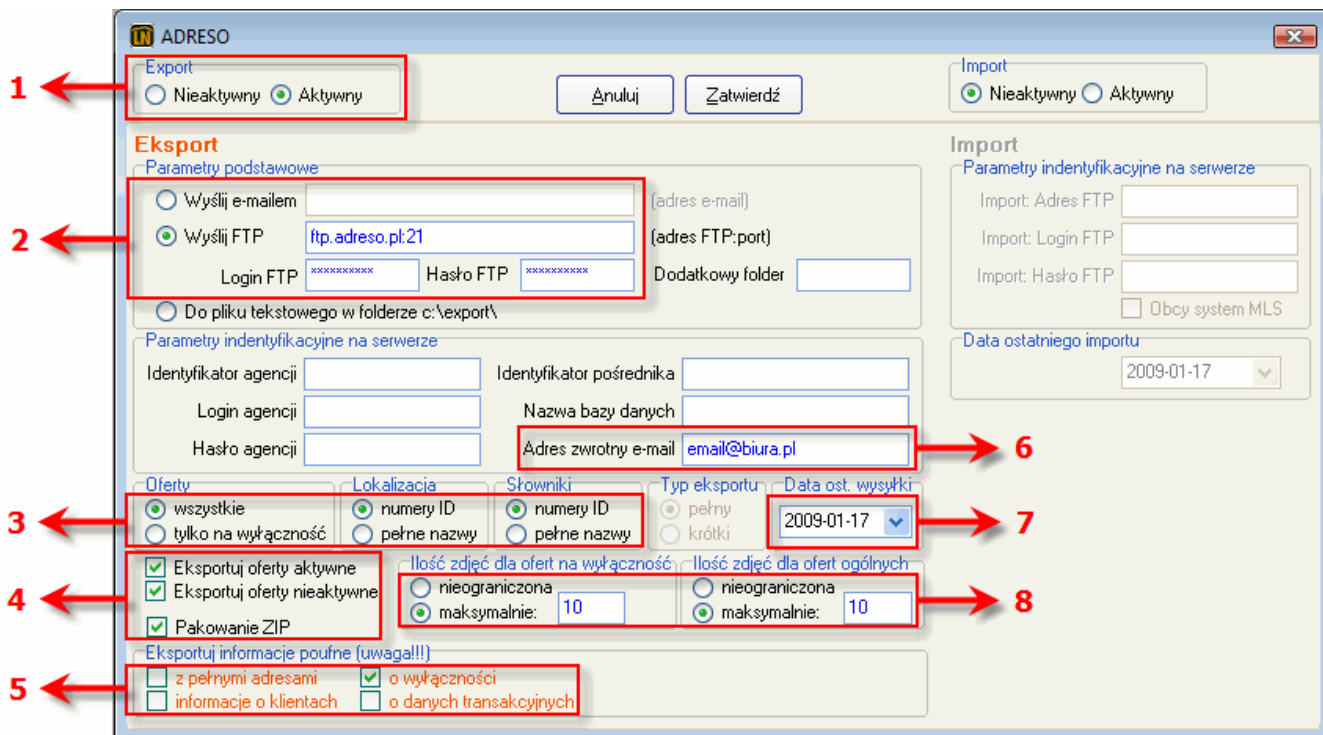 ADRESO
Export
Nieaktywny Aktywny
Anuluj Zatwierdź
Import
Nieaktywny Aktywny
1
Eksport
Parametry podstawowe
Wyślij e-mailem (adres e-mail)
Wyślij FTP ftp.adreso.pl:21 (adres FTP:port)
Login FTP ********** Hasło FTP ********** Dodatkowy folder
Do pliku tekstowego w folderze c:\export\
2
Import
Parametry indentyfikacyjne na serwerze
Import: Adres FTP
Import: Login FTP
Import: Hasło FTP
Obcy system MLS
Data ostatniego importu
2009-01-17
Parametry indentyfikacyjne na serwerze
Identyfikator agencji Identyfikator pośrednika
Login agencji Nazwa bazy danych
Hasło agencji Adres zwrotny e-mail email@biura.pl
6
Oferty
wszystkie
tylko na wyłączność
Lokalizacja
numery ID
pełne nazwy
Słowniki
numery ID
pełne nazwy
3
Typ eksportu
pełny
krótki
Data ost. wysyłki
2009-01-17
7
Eksportuj oferty aktywne
Eksportuj oferty nieaktywne
Pakowanie ZIP
4
Ilość zdjęć dla ofert na wyłączność
nieograniczona
maksymalnie: 10
Ilość zdjęć dla ofert ogólnych
nieograniczona
maksymalnie: 10
8
Eksportuj informacje poufne (uwaga!!!)
z pełnymi adresami o wyłączności
informacje o klientach o danych transakcyjnych
5